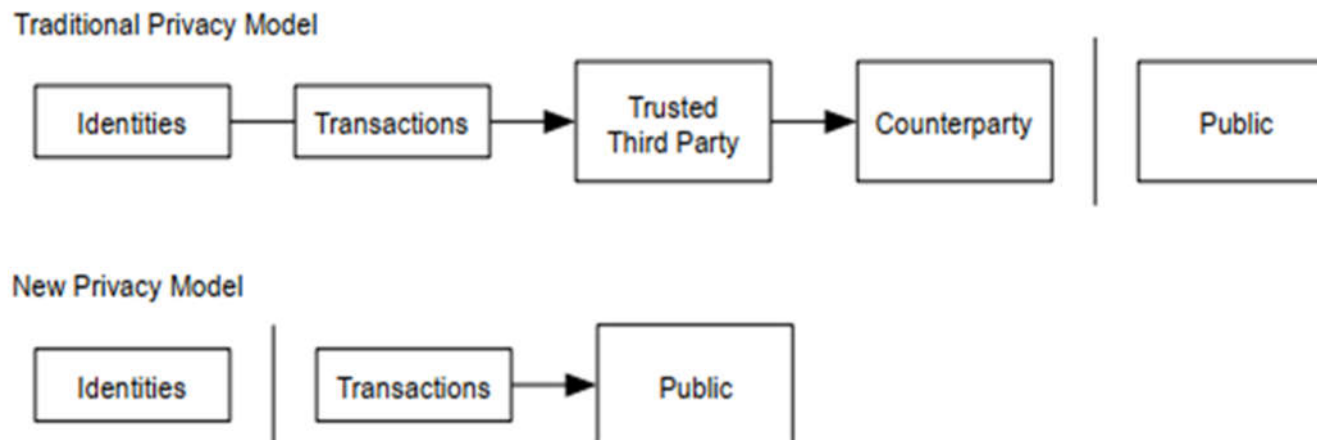 Traditional Privacy Model
Identities
Transactions
Trusted
Third Party
Counterparty
Public
New Privacy Model
Identities
Transactions
Public